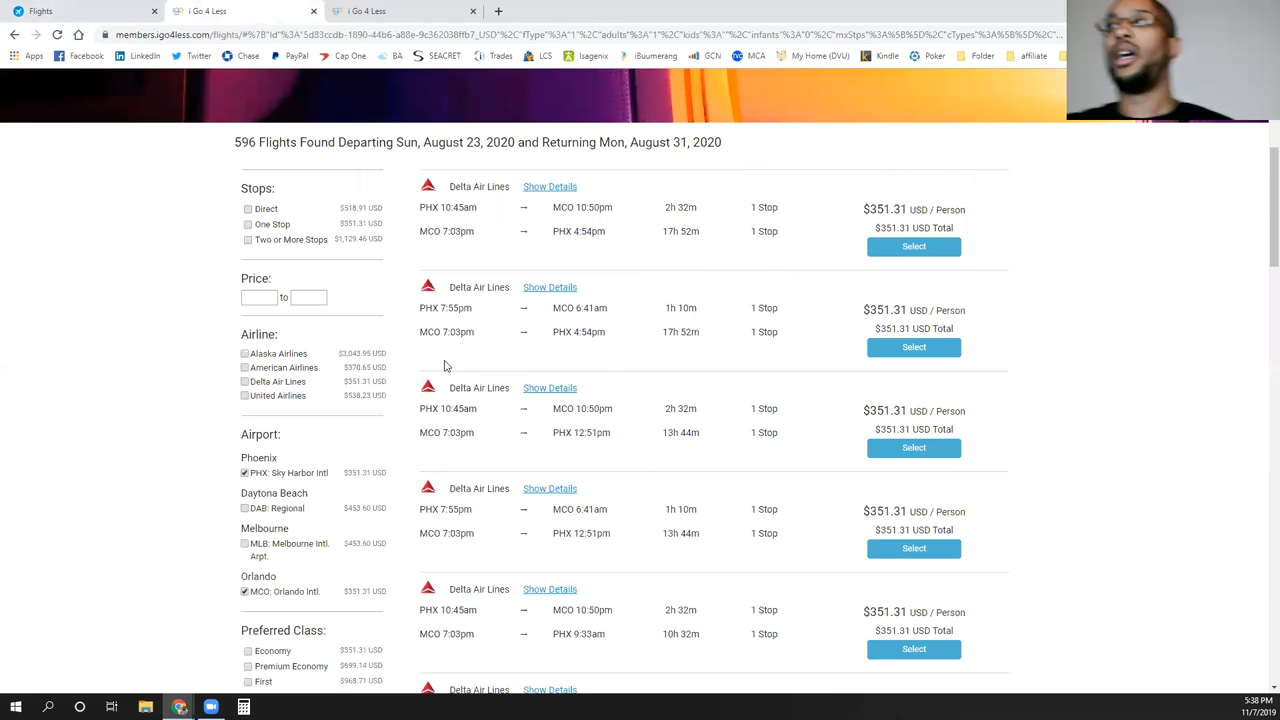 Flights
i Go 4 Less
i Go 4 Less
members.igo4less.com/flights/#%7B"Id"%3A"5d83ccdb-1890-44b6-a88e-9c362038ffb7_USD"%2C"fType"%3A"1"%2C"adults"%3A"1"%2C"kids"%3A"0"%2C"infants"%3A"0"%2C"mxStps"%3A%5B%5D%2C"cTypes"%3A%5B%5D%2C"...
Apps
Facebook
LinkedIn
Twitter
Chase
PayPal
Cap One
BA
SEACRET
Trades
LCS
Isagenix
iBuumerang
GCN
MCA
My Home (DVU)
Kindle
Poker
Folder
affiliate
596 Flights Found Departing Sun, August 23, 2020 and Returning Mon, August 31, 2020
Stops:
Direct $518.91 USD
One Stop $351.31 USD
Two or More Stops $1,129.46 USD
Price:
to
Airline:
Alaska Airlines $3,043.95 USD
American Airlines $370.65 USD
Delta Air Lines $351.31 USD
United Airlines $538.23 USD
Airport:
Phoenix
PHX: Sky Harbor Intl $351.31 USD
Daytona Beach
DAB: Regional $453.60 USD
Melbourne
MLB: Melbourne Intl. $453.60 USD
Arpt.
Orlando
MCO: Orlando Intl. $351.31 USD
Preferred Class:
Economy $351.31 USD
Premium Economy $699.14 USD
First $968.71 USD
Delta Air Lines Show Details
PHX 10:45am → MCO 10:50pm 2h 32m 1 Stop $351.31 USD / Person
$351.31 USD Total
MCO 7:03pm → PHX 4:54pm 17h 52m 1 Stop
Select
Delta Air Lines Show Details
PHX 7:55pm → MCO 6:41am 1h 10m 1 Stop $351.31 USD / Person
$351.31 USD Total
MCO 7:03pm → PHX 4:54pm 17h 52m 1 Stop
Select
Delta Air Lines Show Details
PHX 10:45am → MCO 10:50pm 2h 32m 1 Stop $351.31 USD / Person
$351.31 USD Total
MCO 7:03pm → PHX 12:51pm 13h 44m 1 Stop
Select
Delta Air Lines Show Details
PHX 7:55pm → MCO 6:41am 1h 10m 1 Stop $351.31 USD / Person
$351.31 USD Total
MCO 7:03pm → PHX 12:51pm 13h 44m 1 Stop
Select
Delta Air Lines Show Details
PHX 10:45am → MCO 10:50pm 2h 32m 1 Stop $351.31 USD / Person
$351.31 USD Total
MCO 7:03pm → PHX 9:33am 10h 32m 1 Stop
Select
Delta Air Lines Show Details
5:38 PM
11/7/2019